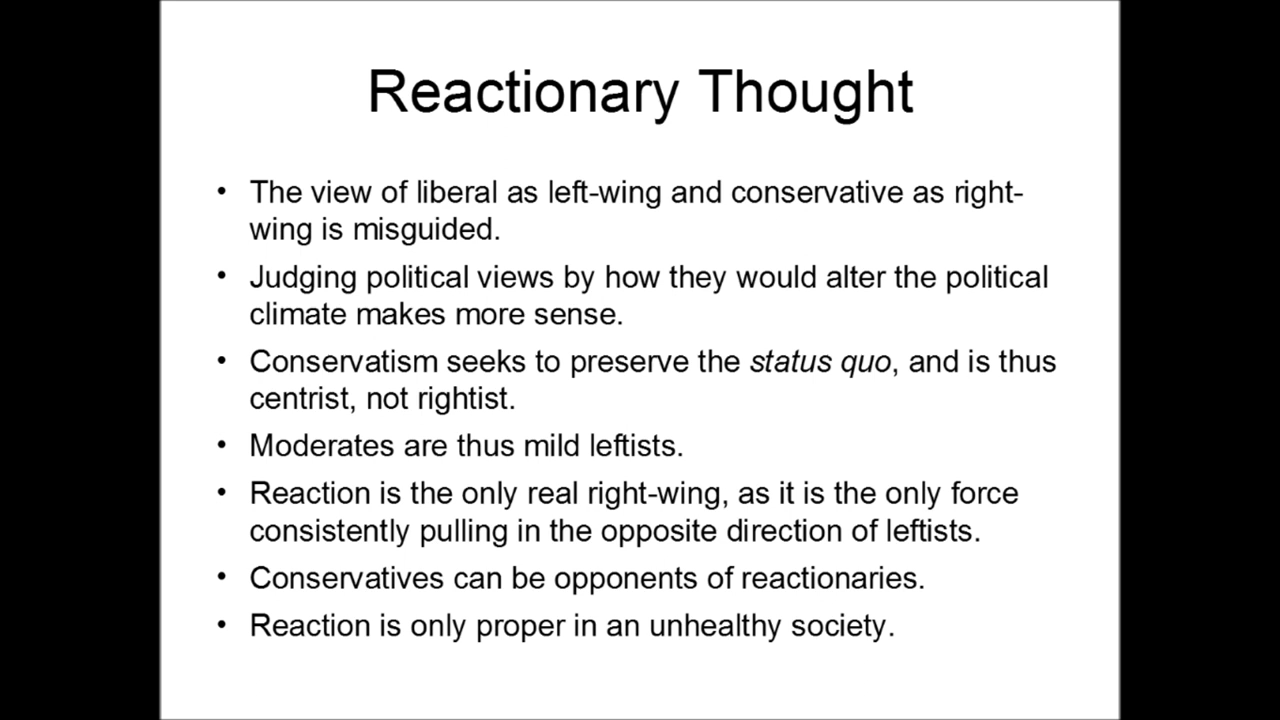 Reactionary Thought
• The view of liberal as left-wing and conservative as right-
wing is misguided.
• Judging political views by how they would alter the political
climate makes more sense.
• Conservatism seeks to preserve the status quo, and is thus
centrist, not rightist.
• Moderates are thus mild leftists.
• Reaction is the only real right-wing, as it is the only force
consistently pulling in the opposite direction of leftists.
• Conservatives can be opponents of reactionaries.
• Reaction is only proper in an unhealthy society.